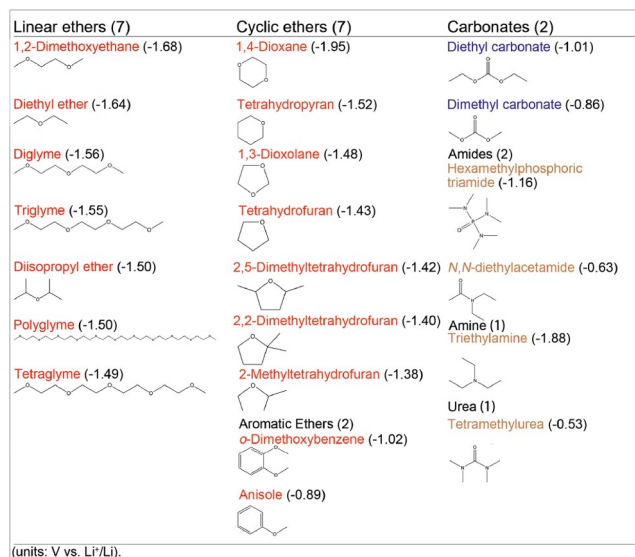 Linear ethers (7)
1,2-Dimethoxyethane (-1.68)
Diethyl ether (-1.64)
Diglyme (-1.56)
Triglyme (-1.55)
Diisopropyl ether (-1.50)
Polyglyme (-1.50)
Tetraglyme (-1.49)
Cyclic ethers (7)
1,4-Dioxane (-1.95)
Tetrahydropyran (-1.52)
1,3-Dioxolane (-1.48)
Tetrahydrofuran (-1.43)
2,5-Dimethyltetrahydrofuran (-1.42)
2,2-Dimethyltetrahydrofuran (-1.40)
2-Methyltetrahydrofuran (-1.38)
Aromatic Ethers (2)
o-Dimethoxybenzene (-1.02)
Anisole (-0.89)
Carbonates (2)
Diethyl carbonate (-1.01)
Dimethyl carbonate (-0.86)
Amides (2)
Hexamethylphosphoric
triamide (-1.16)
N,N-diethylacetamide (-0.63)
Amine (1)
Triethylamine (-1.88)
Urea (1)
Tetramethylurea (-0.53)
(units: V vs. Li⁺/Li).